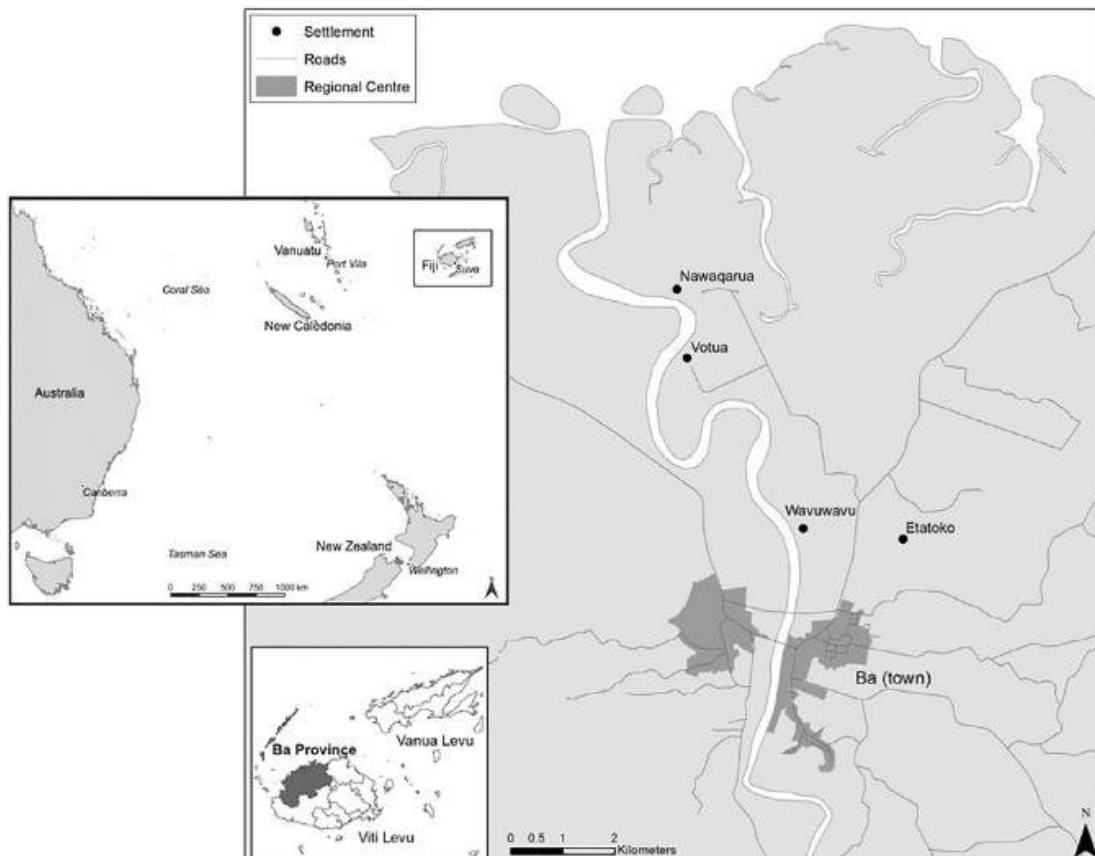 Settlement
Roads
Regional Centre
Nawaqarua
Votua
Wavuwavu
Etatoko
Ba (town)
0 0.5 1 2
Kilometers
N
Vanuatu
Port Vila
Fiji
Suva
Coral Sea
New Calèdonia
Australia
Canberra
New Zealand
Tasman Sea
Wellington
0 250 500 750 1000 km
Vanua Levu
Ba Province
Viti Levu